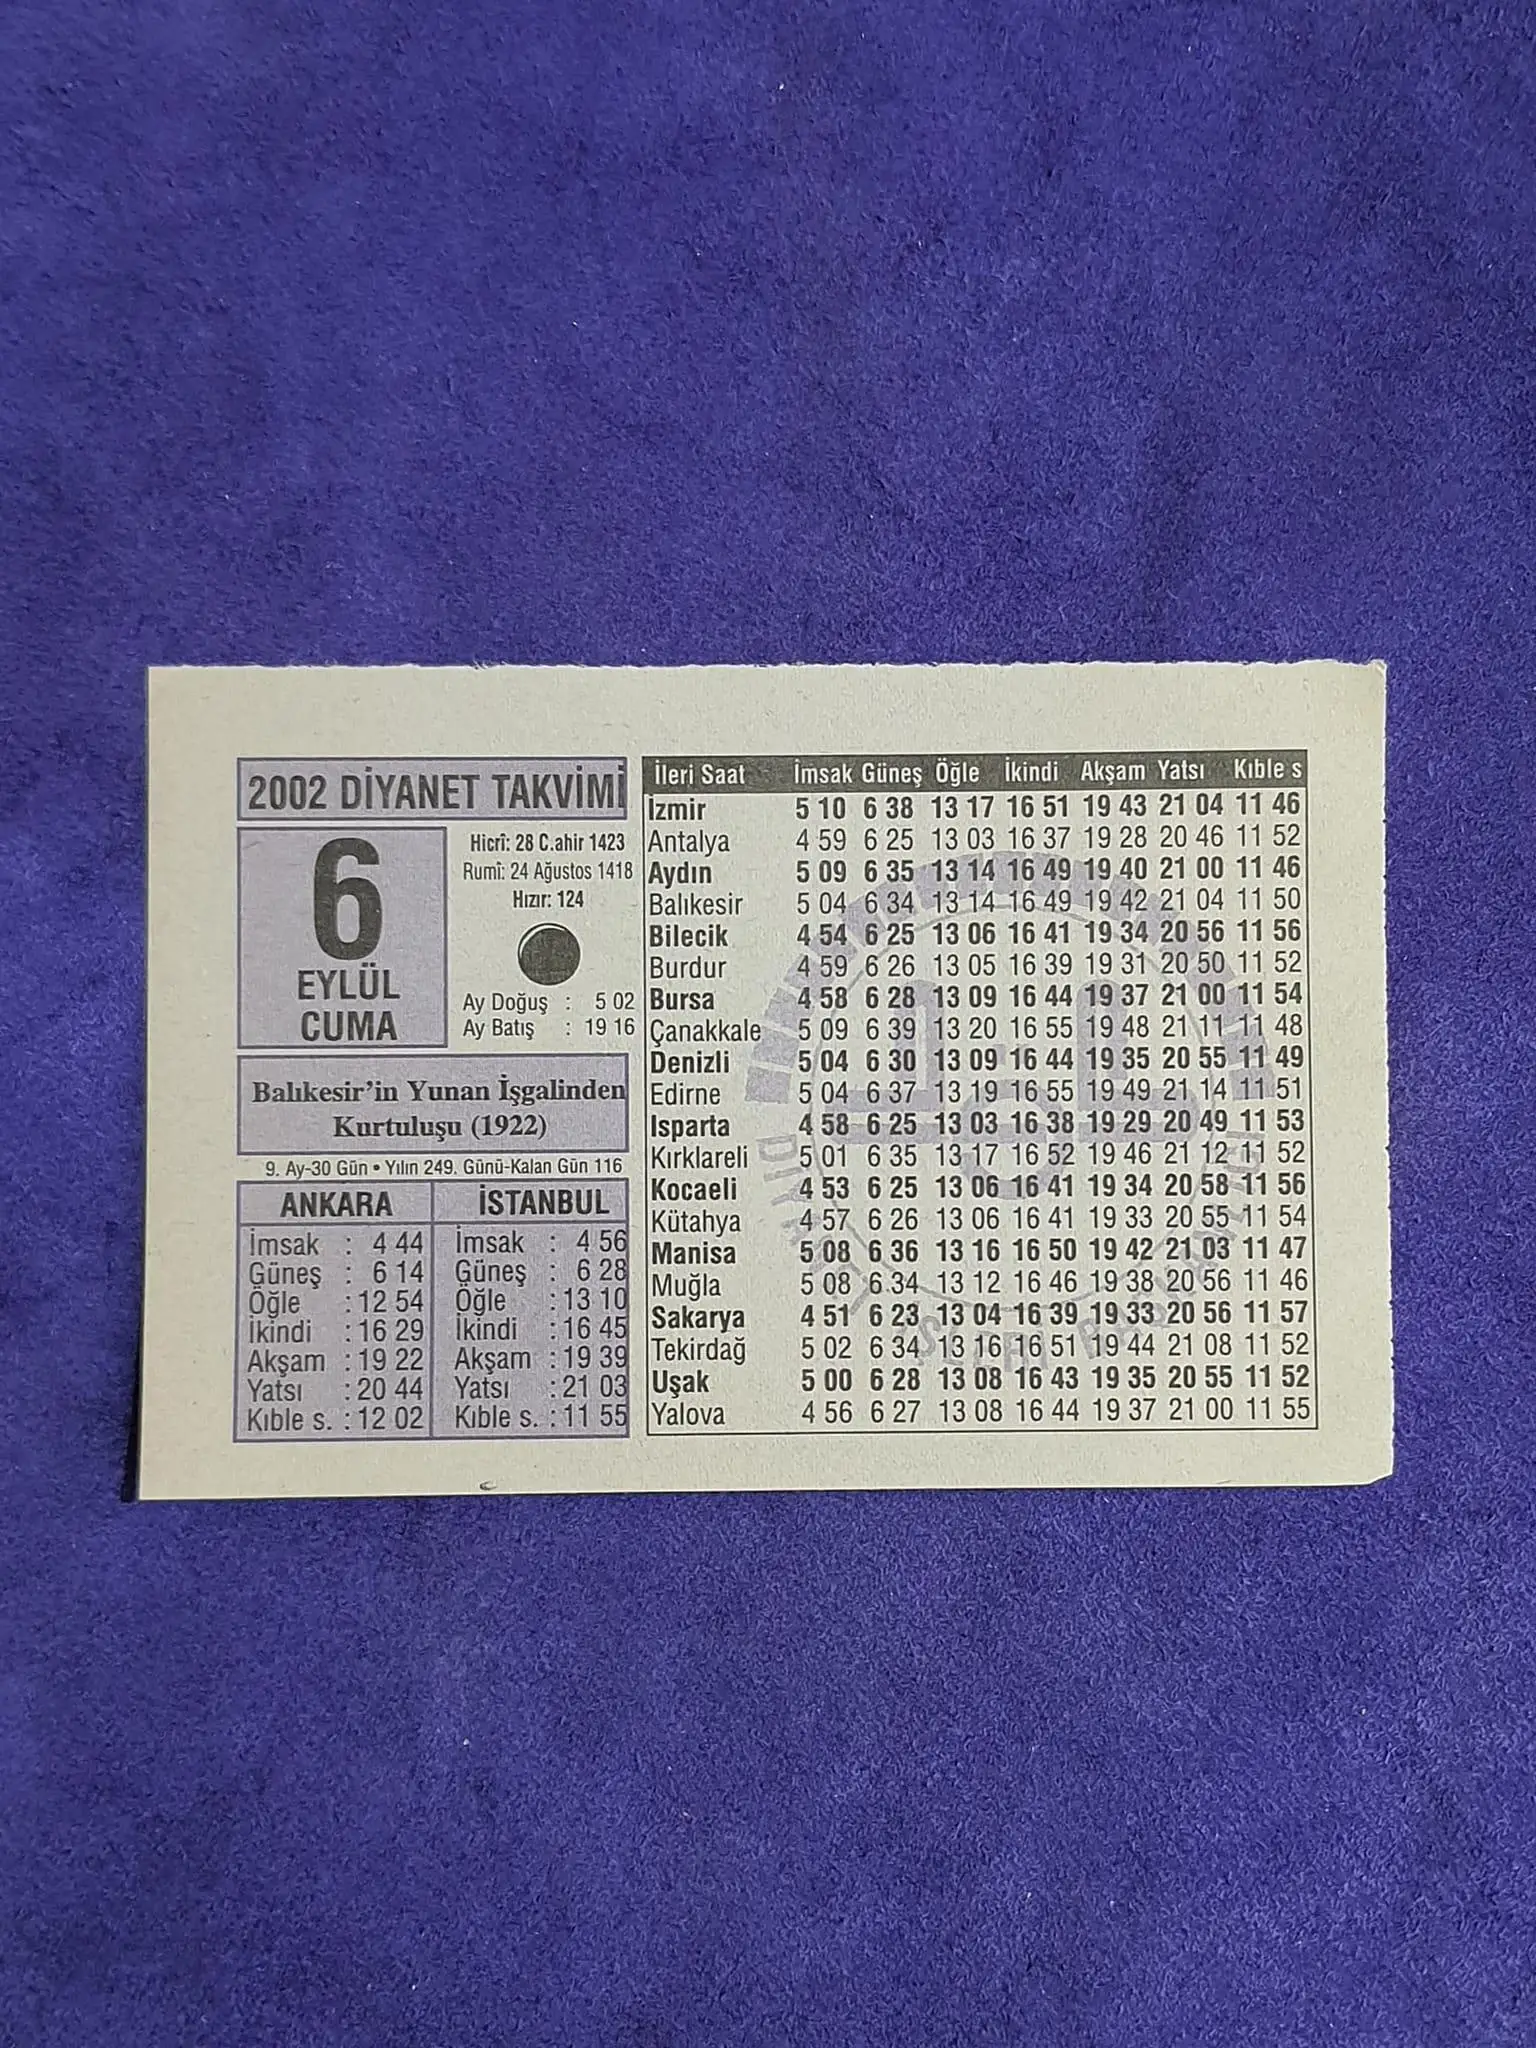 2002 DİYANET TAKVİMİ
6
EYLÜL
CUMA
Hicrî: 28 C.ahir 1423
Rumî: 24 Ağustos 1418
Hızır: 124
Ay Doğuş : 5 02
Ay Batış : 19 16
Balıkesir'in Yunan İşgalinden
Kurtuluşu (1922)
9. Ay-30 Gün • Yılın 249. Günü-Kalan Gün 116
ANKARA
İmsak : 4 44
Güneş : 6 14
Öğle : 12 54
İkindi : 16 29
Akşam : 19 22
Yatsı : 20 44
Kıble s. : 12 02
İSTANBUL
İmsak : 4 56
Güneş : 6 28
Öğle : 13 10
İkindi : 16 45
Akşam : 19 39
Yatsı : 21 03
Kıble s. : 11 55
İleri Saat İmsak Güneş Öğle İkindi Akşam Yatsı Kıble s
İzmir 5 10 6 38 13 17 16 51 19 43 21 04 11 46
Antalya 4 59 6 25 13 03 16 37 19 28 20 46 11 52
Aydın 5 09 6 35 13 14 16 49 19 40 21 00 11 46
Balıkesir 5 04 6 34 13 14 16 49 19 42 21 04 11 50
Bilecik 4 54 6 25 13 06 16 41 19 34 20 56 11 56
Burdur 4 59 6 26 13 05 16 39 19 31 20 50 11 52
Bursa 4 58 6 28 13 09 16 44 19 37 21 00 11 54
Çanakkale 5 09 6 39 13 20 16 55 19 48 21 11 11 48
Denizli 5 04 6 30 13 09 16 44 19 35 20 55 11 49
Edirne 5 04 6 37 13 19 16 55 19 49 21 14 11 51
Isparta 4 58 6 25 13 03 16 38 19 29 20 49 11 53
Kırklareli 5 01 6 35 13 17 16 52 19 46 21 12 11 52
Kocaeli 4 53 6 25 13 06 16 41 19 34 20 58 11 56
Kütahya 4 57 6 26 13 06 16 41 19 33 20 55 11 54
Manisa 5 08 6 36 13 16 16 50 19 42 21 03 11 47
Muğla 5 08 6 34 13 12 16 46 19 38 20 56 11 46
Sakarya 4 51 6 23 13 04 16 39 19 33 20 56 11 57
Tekirdağ 5 02 6 34 13 16 16 51 19 44 21 08 11 52
Uşak 5 00 6 28 13 08 16 43 19 35 20 55 11 52
Yalova 4 56 6 27 13 08 16 44 19 37 21 00 11 55